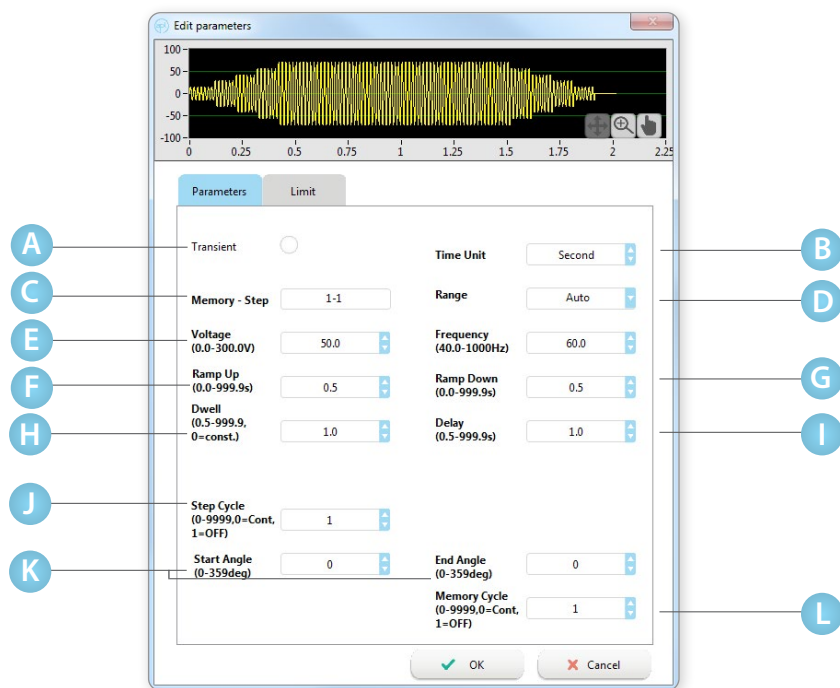 Edit parameters
100
50
0
-50
-100
0 0.25 0.5 0.75 1 1.25 1.5 1.75 2 2.25
Parameters Limit
A Transient Time Unit Second B
C Memory - Step 1-1 Range Auto D
E Voltage
(0.0-300.0V) 50.0 Frequency
(40.0-1000Hz) 60.0
F Ramp Up
(0.0-999.9s) 0.5 Ramp Down
(0.0-999.9s) 0.5 G
H Dwell
(0.5-999.9,
0=const.) 1.0 Delay
(0.5-999.9s) 1.0 I
J Step Cycle
(0-9999,0=Cont,
1=OFF) 1
K Start Angle
(0-359deg) 0 End Angle
(0-359deg) 0
Memory Cycle
(0-9999,0=Cont,
1=OFF) 1 L
OK Cancel